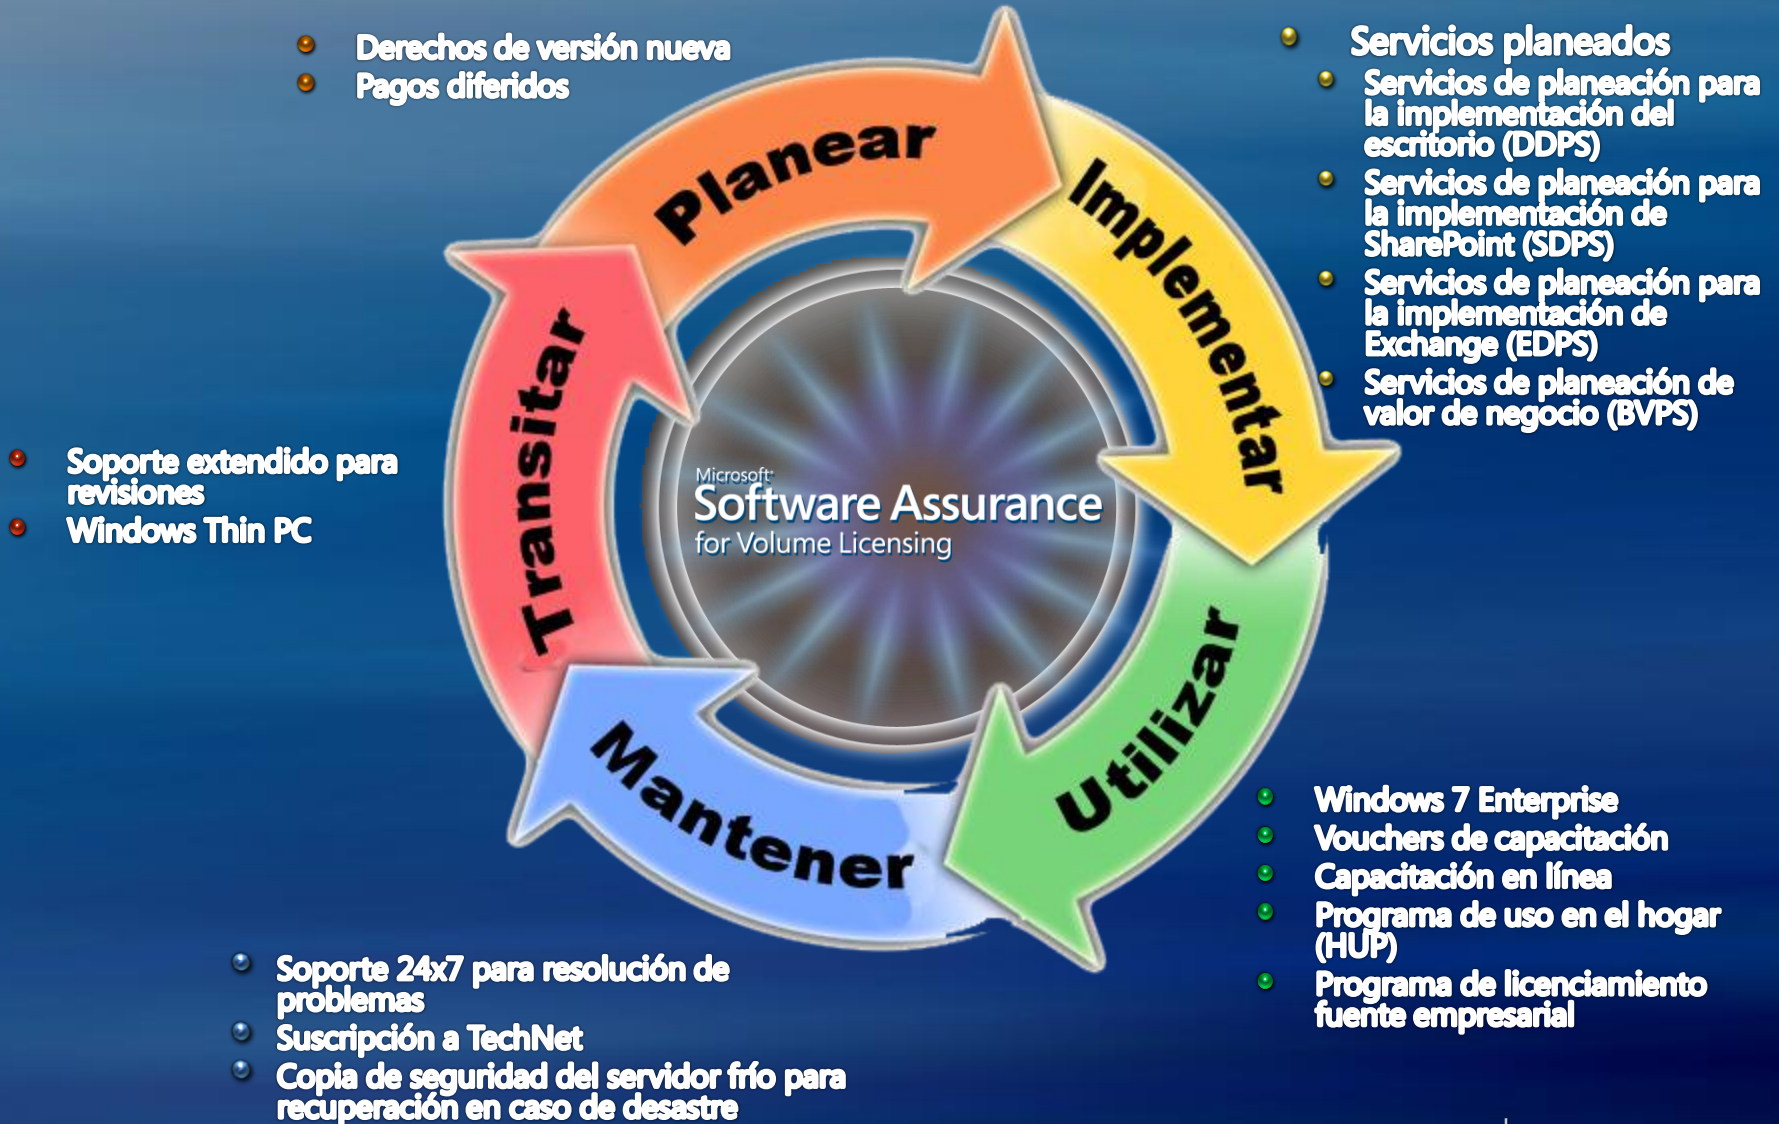 Derechos de versión nueva
Pagos diferidos
Planear
Servicios planeados
Servicios de planeación para
la implementación del
escritorio (DDPS)
Servicios de planeación para
la implementación de
SharePoint (SDPS)
Servicios de planeación para
la implementación de
Exchange (EDPS)
Servicios de planeación de
valor de negocio (BVPS)
Implementar
Transitar
Soporte extendido para
revisiones
Windows Thin PC
Microsoft
Software Assurance
for Volume Licensing
Utilizar
Windows 7 Enterprise
Vouchers de capacitación
Capacitación en línea
Programa de uso en el hogar
(HUP)
Programa de licenciamiento
fuente empresarial
Mantener
Soporte 24x7 para resolución de
problemas
Suscripción a TechNet
Copia de seguridad del servidor frío para
recuperación en caso de desastre